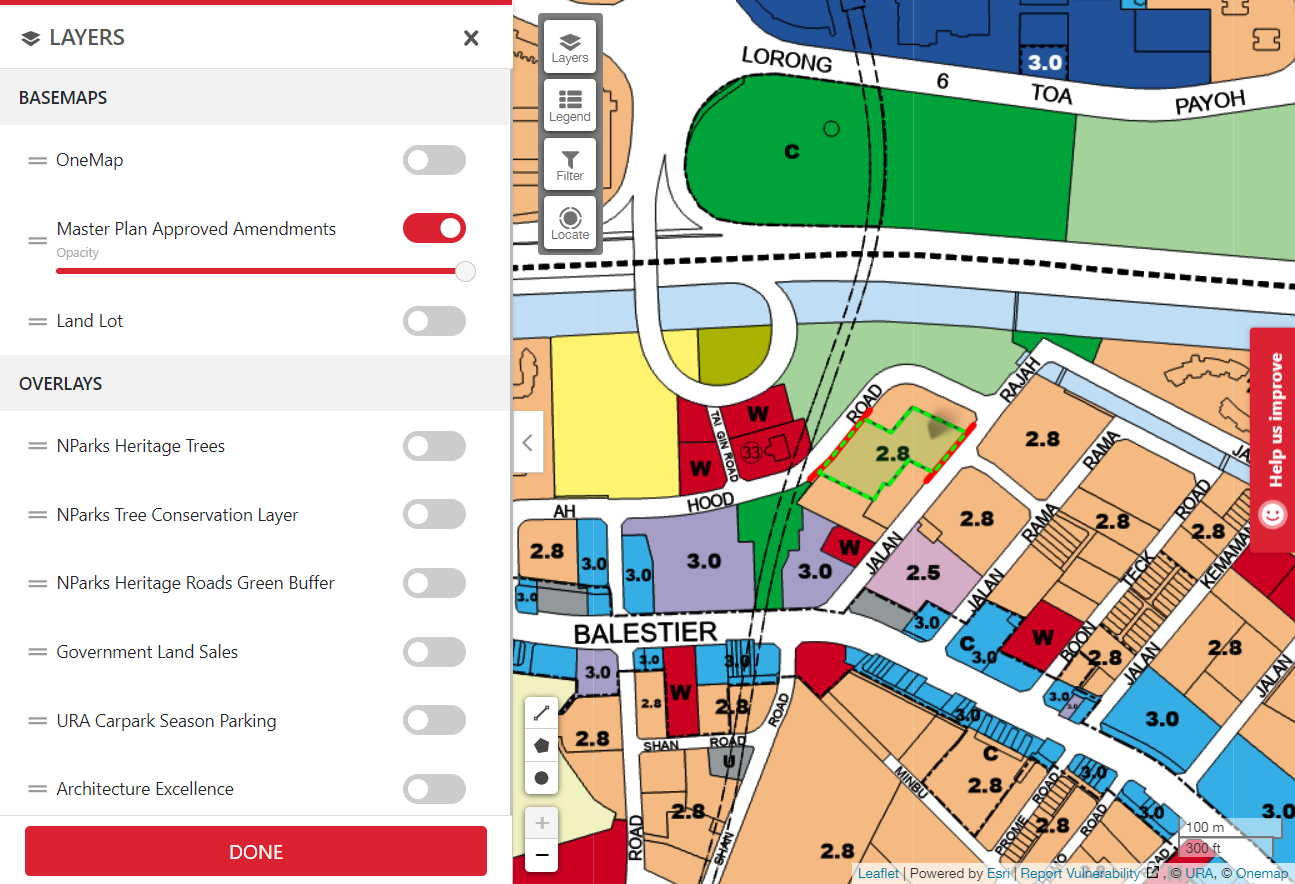 LAYERS
BASEMAPS
OneMap
Master Plan Approved Amendments
Opacity
Land Lot
OVERLAYS
NParks Heritage Trees
NParks Tree Conservation Layer
NParks Heritage Roads Green Buffer
Government Land Sales
URA Carpark Season Parking
Architecture Excellence
DONE
Layers
Legend
Filter
Locate
LORONG 6 TOA PAYOH
3.0
C
Help us improve
ROAD
RAJAH
JA
W
TAI GIN ROAD
33
W
2.8
2.8
RAMA
AH HOOD
2.8
RAMA
2.8
ROAD
2.8
KEMAMAN
2.8
3.0
3.0
3.0
3.0
W
JALAN
2.5
JALAN
TECK
3.0
3.0
BALESTIER
C
3.0
W
BOON
2.8
JALAN
2.8
JALAN
3.0
3.0
3.0
W
2.8
2.8
2.8
ROAD
SHAN ROAD
U
3.0
3.0
3.0
3.0
C
2.8
MINBU
3.0
2.8
ROAD
SHAN
2.8
PROME ROAD
2.8
ROAD
3.0
3.0
100 m
300 ft
Leaflet | Powered by Esri | Report Vulnerability , © URA, © Onemap